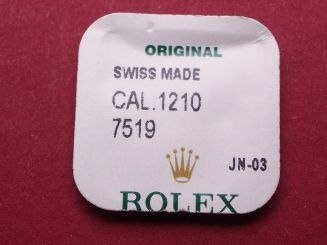 ORIGINAL
SWISS MADE
CAL.1210
7519
JN-03
ROLEX